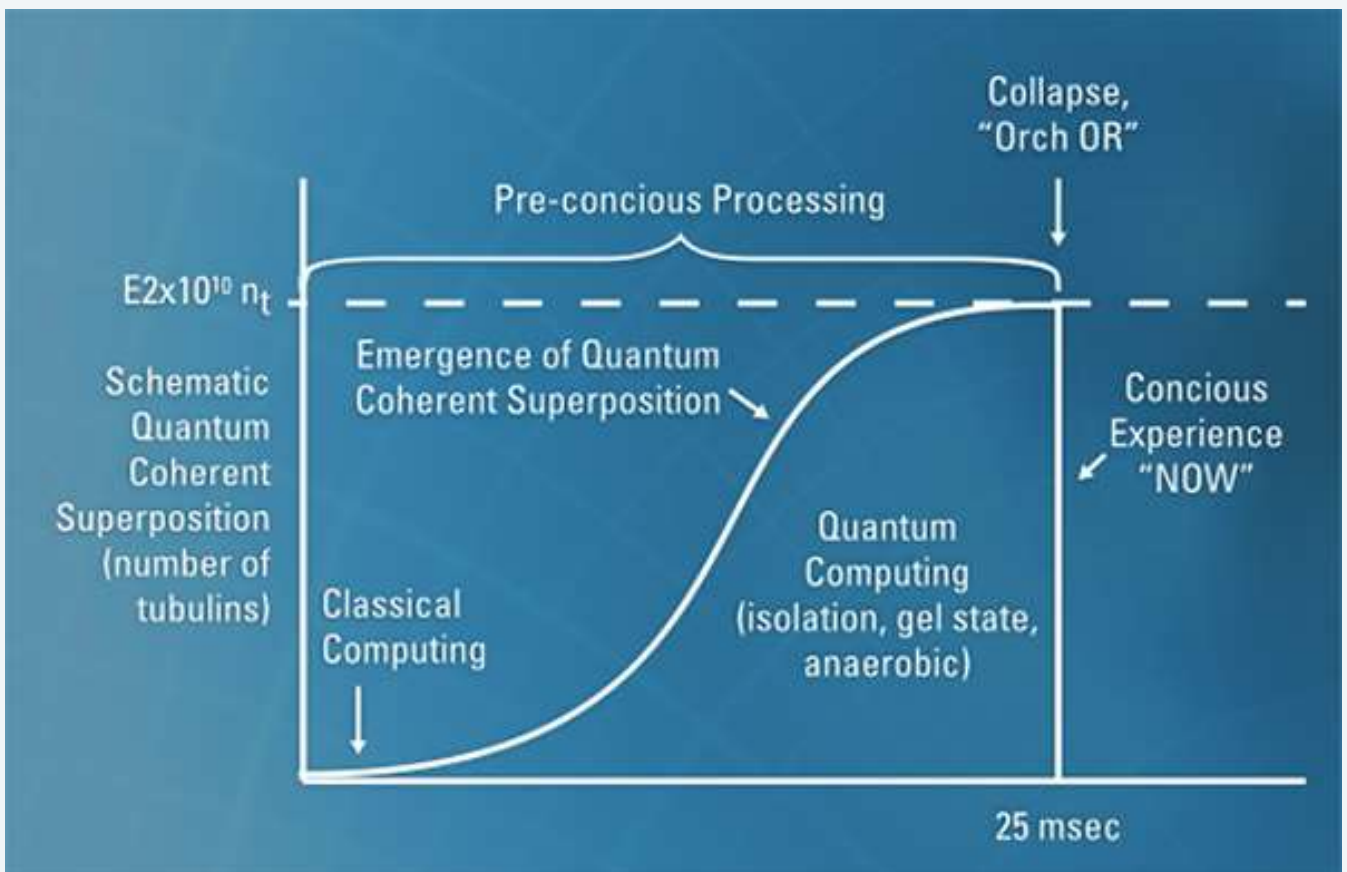 Collapse,
“Orch OR”
Pre-concious Processing
E2x10¹⁰ nₜ
Emergence of Quantum
Coherent Superposition
Schematic
Quantum
Coherent
Superposition
(number of
tubulins)
Concious
Experience
“NOW”
Quantum
Computing
(isolation, gel state,
anaerobic)
Classical
Computing
25 msec